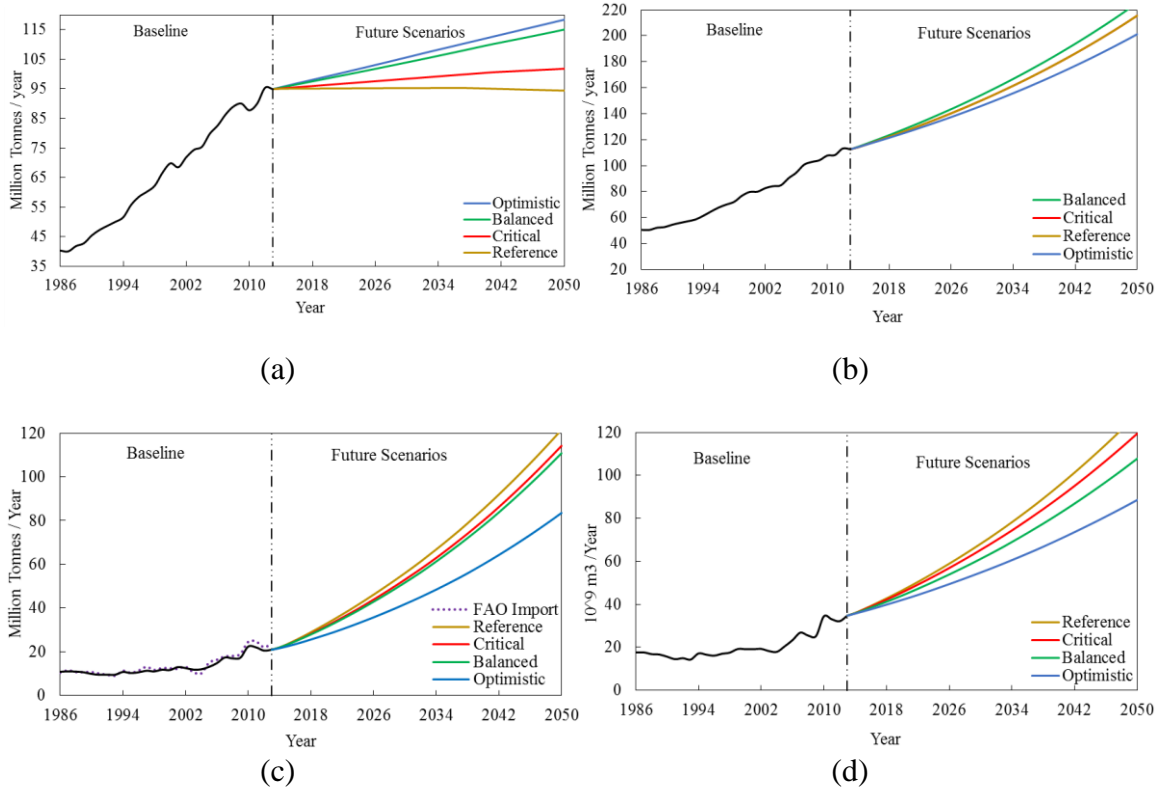 Baseline
Future Scenarios
Million Tonnes / year
115
105
95
85
75
65
55
45
35
1986
1994
2002
2010
2018
2026
2034
2042
2050
Year
Optimistic
Balanced
Critical
Reference
(a)
Baseline
Future Scenarios
Million Tonnes / year
220
200
180
160
140
120
100
80
60
40
20
1986
1994
2002
2010
2018
2026
2034
2042
2050
Year
Balanced
Critical
Reference
Optimistic
(b)
Baseline
Future Scenarios
Million Tonnes / Year
120
100
80
60
40
20
0
1986
1994
2002
2010
2018
2026
2034
2042
2050
Year
FAO Import
Reference
Critical
Balanced
Optimistic
(c)
Baseline
Future Scenarios
10^9 m3 /Year
120
100
80
60
40
20
0
1986
1994
2002
2010
2018
2026
2034
2042
2050
Year
Reference
Critical
Balanced
Optimistic
(d)